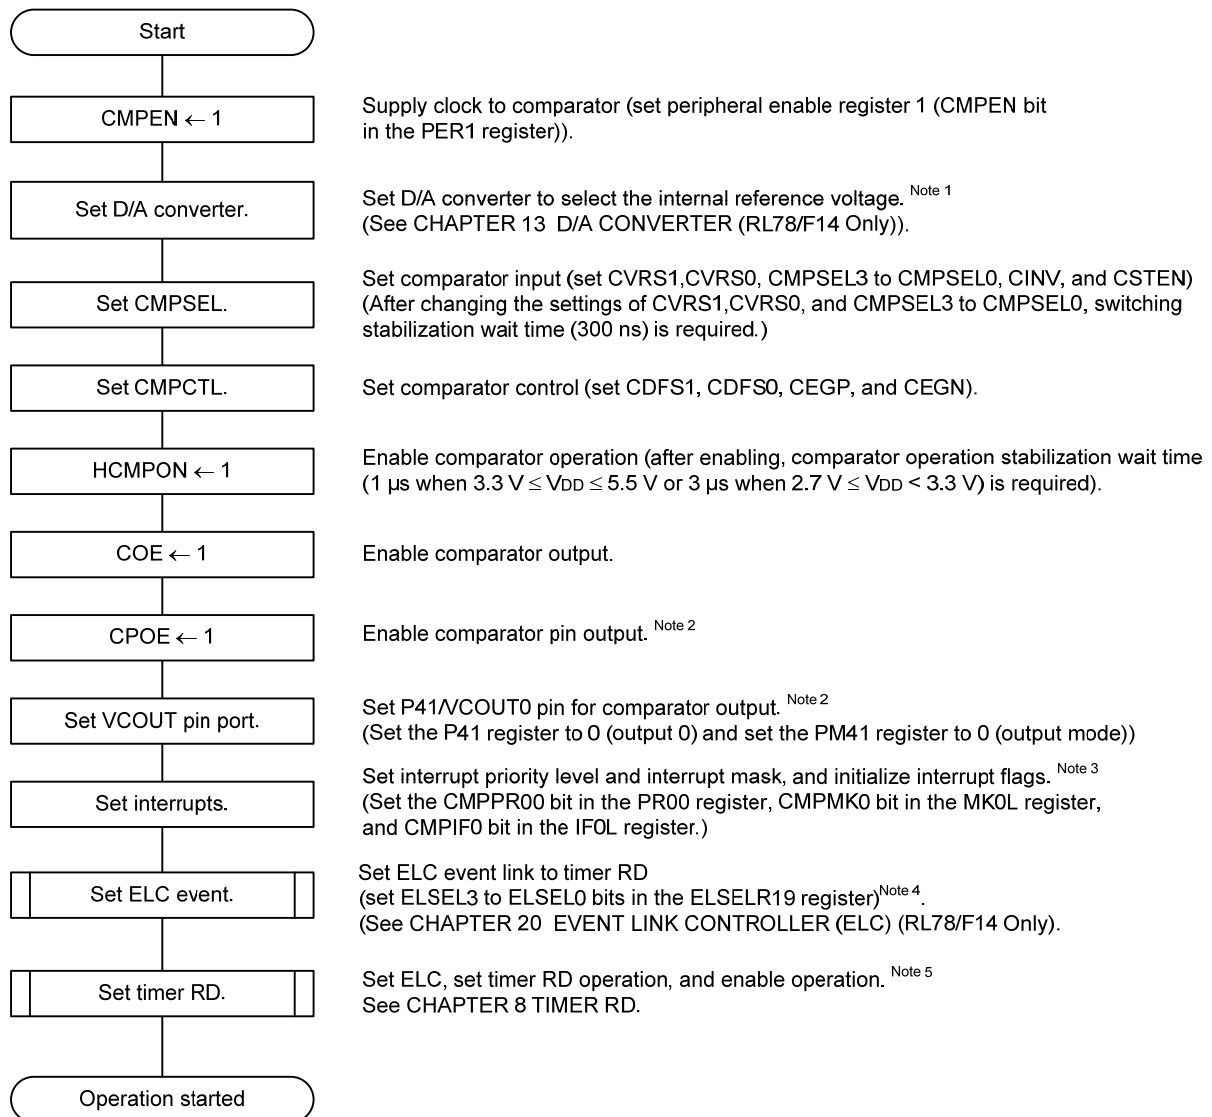 Start
CMPEN ← 1
Supply clock to comparator (set peripheral enable register 1 (CMPEN bit
in the PER1 register)).
Set D/A converter.
Set D/A converter to select the internal reference voltage. Note 1
(See CHAPTER 13 D/A CONVERTER (RL78/F14 Only)).
Set CMPSEL.
Set comparator input (set CVRS1,CVRS0, CMPSEL3 to CMPSEL0, CINV, and CSTEN)
(After changing the settings of CVRS1,CVRS0, and CMPSEL3 to CMPSEL0, switching
stabilization wait time (300 ns) is required.)
Set CMPCTL.
Set comparator control (set CDFS1, CDFS0, CEGP, and CEGN).
HCMPON ← 1
Enable comparator operation (after enabling, comparator operation stabilization wait time
(1 µs when 3.3 V ≤ VDD ≤ 5.5 V or 3 µs when 2.7 V ≤ VDD < 3.3 V) is required).
COE ← 1
Enable comparator output.
CPOE ← 1
Enable comparator pin output. Note 2
Set VCOUT pin port.
Set P41/VCOUT0 pin for comparator output. Note 2
(Set the P41 register to 0 (output 0) and set the PM41 register to 0 (output mode))
Set interrupts.
Set interrupt priority level and interrupt mask, and initialize interrupt flags. Note 3
(Set the CMPPR00 bit in the PR00 register, CMPMK0 bit in the MK0L register,
and CMPIF0 bit in the IF0L register.)
Set ELC event.
Set ELC event link to timer RD
(set ELSEL3 to ELSEL0 bits in the ELSELR19 register)Note 4.
(See CHAPTER 20 EVENT LINK CONTROLLER (ELC) (RL78/F14 Only).
Set timer RD.
Set ELC, set timer RD operation, and enable operation. Note 5
See CHAPTER 8 TIMER RD.
Operation started